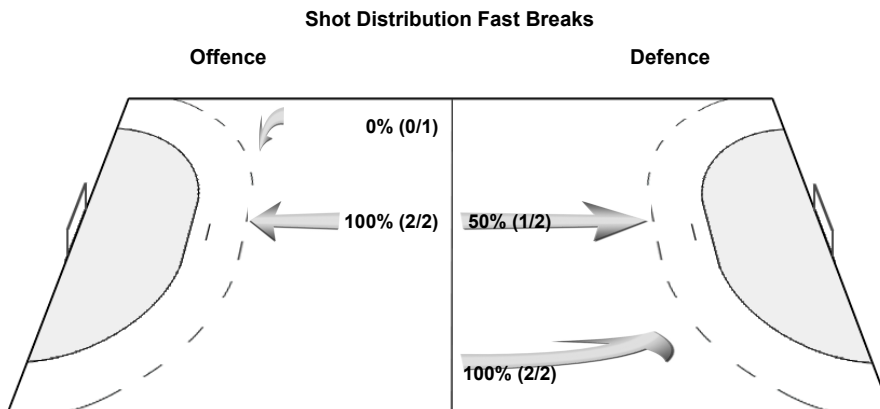 Shot Distribution Fast Breaks
Offence
Defence
0% (0/1)
100% (2/2)
50% (1/2)
100% (2/2)